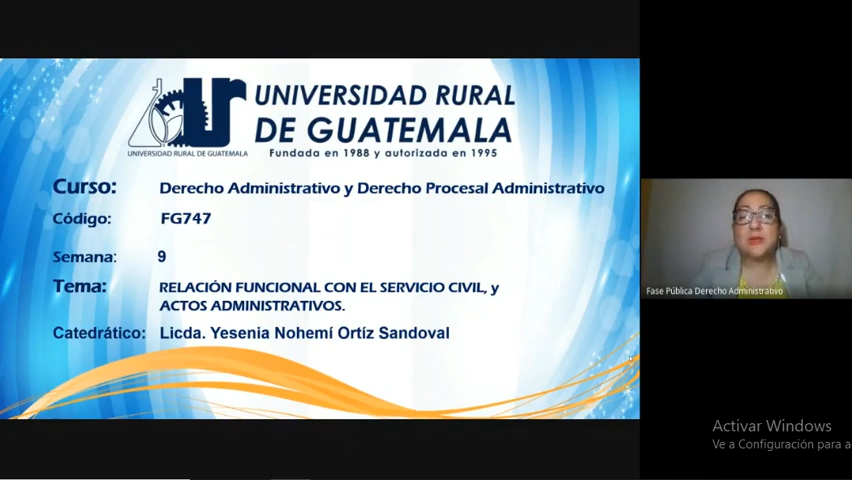 UNIVERSIDAD RURAL
DE GUATEMALA
Fundada en 1988 y autorizada en 1995
UNIVERSIDAD RURAL DE GUATEMALA
Curso: Derecho Administrativo y Derecho Procesal Administrativo
Código: FG747
Semana: 9
Tema: RELACIÓN FUNCIONAL CON EL SERVICIO CIVIL, y
ACTOS ADMINISTRATIVOS.
Catedrático: Licda. Yesenia Nohemí Ortíz Sandoval
Fase Pública Derecho Administrativo
Activar Windows
Ve a Configuración para a